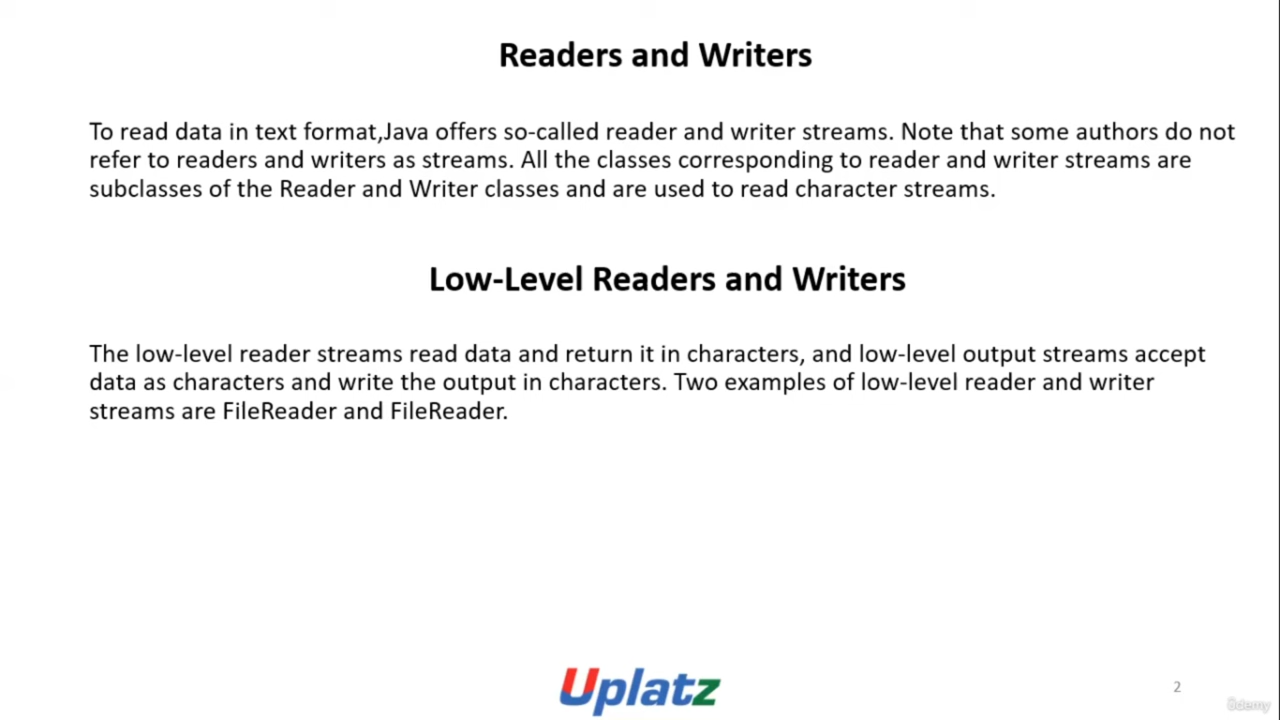 Readers and Writers
To read data in text format,Java offers so-called reader and writer streams. Note that some authors do not
refer to readers and writers as streams. All the classes corresponding to reader and writer streams are
subclasses of the Reader and Writer classes and are used to read character streams.
Low-Level Readers and Writers
The low-level reader streams read data and return it in characters, and low-level output streams accept
data as characters and write the output in characters. Two examples of low-level reader and writer
streams are FileReader and FileReader.
Uplatz
2
ûdemy